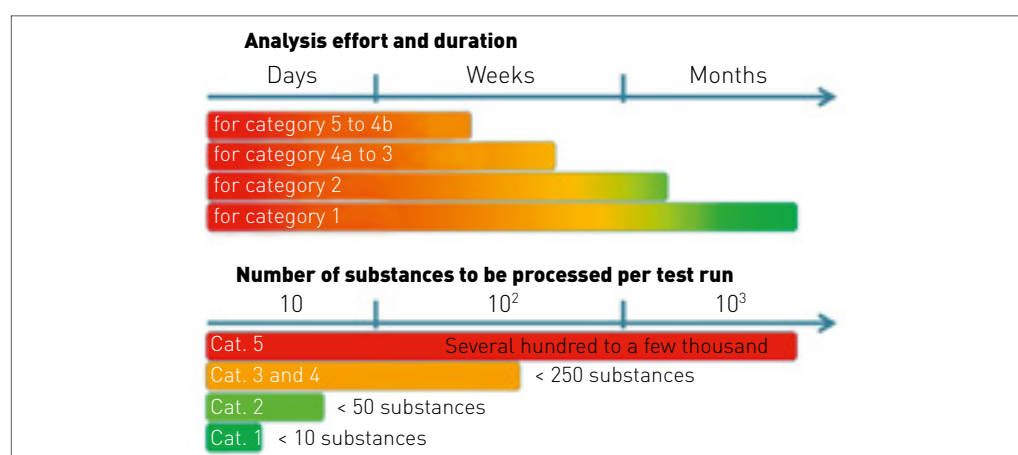 Analysis effort and duration
Days Weeks Months
for category 5 to 4b
for category 4a to 3
for category 2
for category 1
Number of substances to be processed per test run
10 10² 10³
Cat. 5 Several hundred to a few thousand
Cat. 3 and 4 < 250 substances
Cat. 2 < 50 substances
Cat. 1 < 10 substances